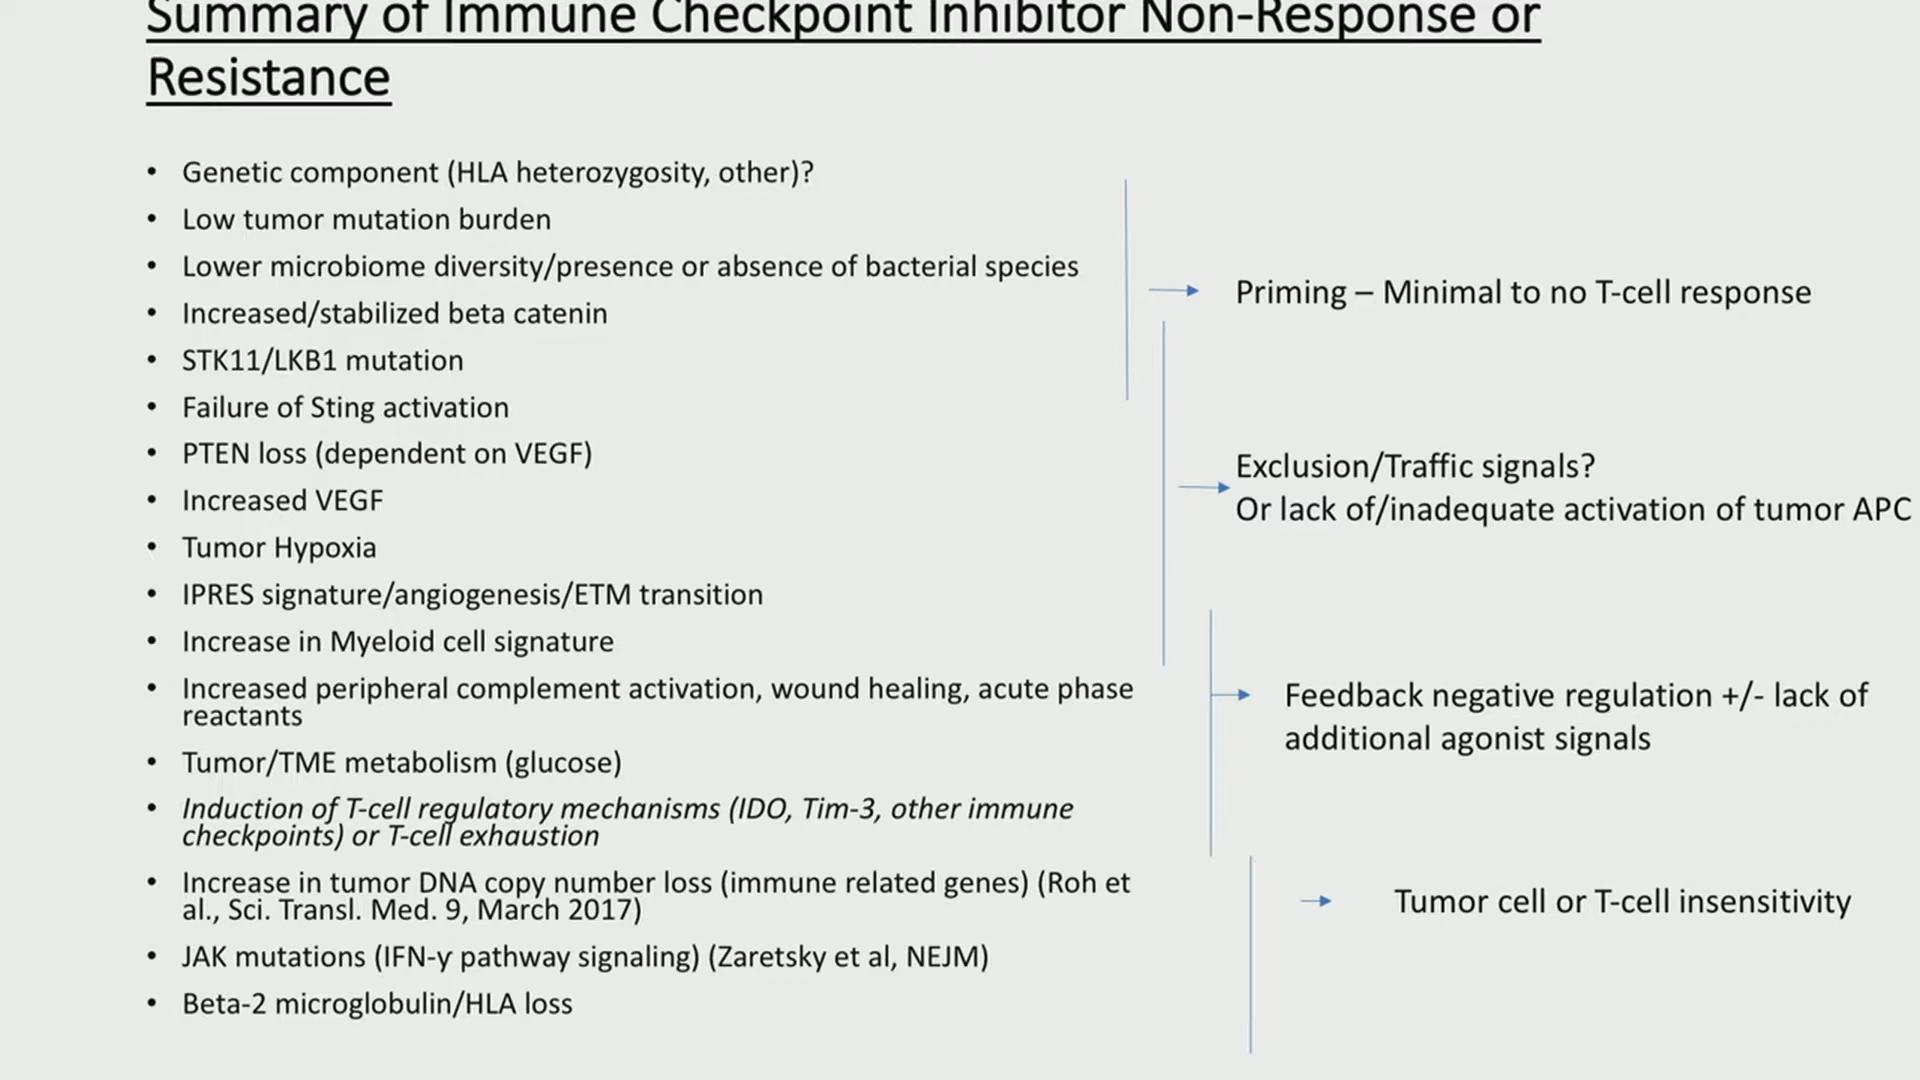 Summary of Immune Checkpoint Inhibitor Non-Response or
Resistance
• Genetic component (HLA heterozygosity, other)?
• Low tumor mutation burden
• Lower microbiome diversity/presence or absence of bacterial species
• Increased/stabilized beta catenin
• STK11/LKB1 mutation
• Failure of Sting activation
• PTEN loss (dependent on VEGF)
• Increased VEGF
• Tumor Hypoxia
• IPRES signature/angiogenesis/ETM transition
• Increase in Myeloid cell signature
• Increased peripheral complement activation, wound healing, acute phase
reactants
• Tumor/TME metabolism (glucose)
• Induction of T-cell regulatory mechanisms (IDO, Tim-3, other immune
checkpoints) or T-cell exhaustion
• Increase in tumor DNA copy number loss (immune related genes) (Roh et
al., Sci. Transl. Med. 9, March 2017)
• JAK mutations (IFN-γ pathway signaling) (Zaretsky et al, NEJM)
• Beta-2 microglobulin/HLA loss
Priming – Minimal to no T-cell response
Exclusion/Traffic signals?
Or lack of/inadequate activation of tumor APC
Feedback negative regulation +/- lack of
additional agonist signals
Tumor cell or T-cell insensitivity